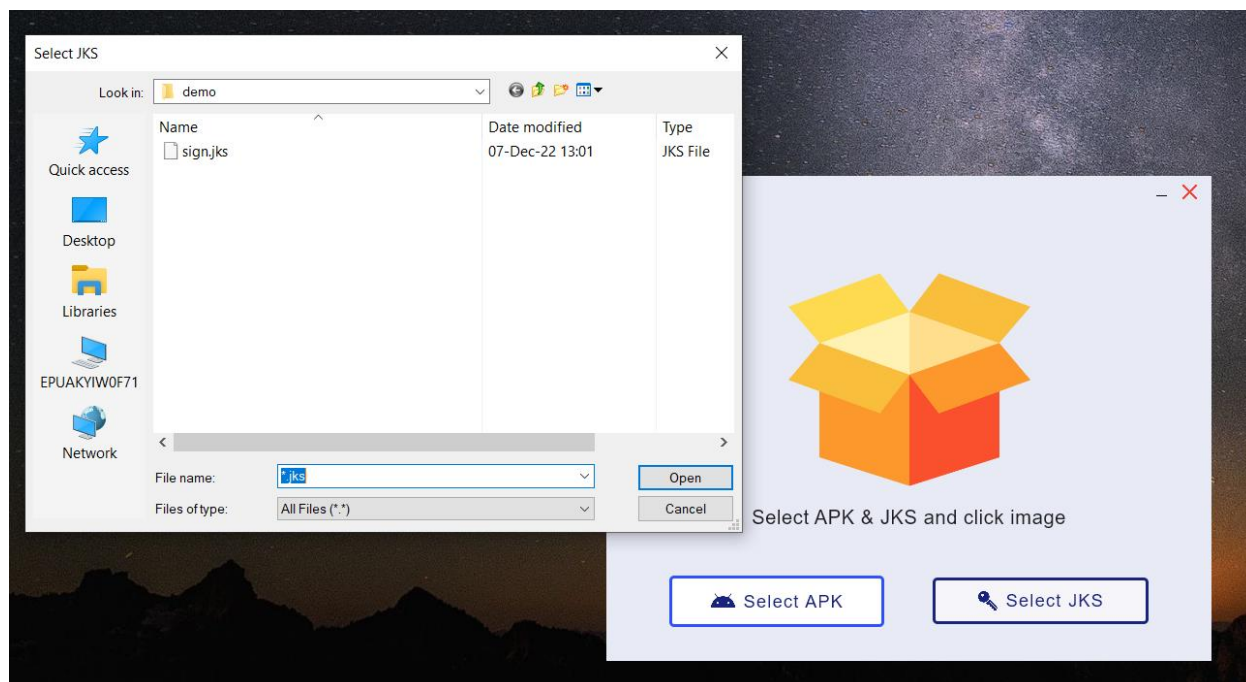 Select JKS
Look in: demo
Name Date modified Type
sign.jks 07-Dec-22 13:01 JKS File
Quick access
Desktop
Libraries
EPUAKYIW0F71
Network
File name: *.jks Open
Files of type: All Files (*.*) Cancel
Select APK & JKS and click image
Select APK Select JKS